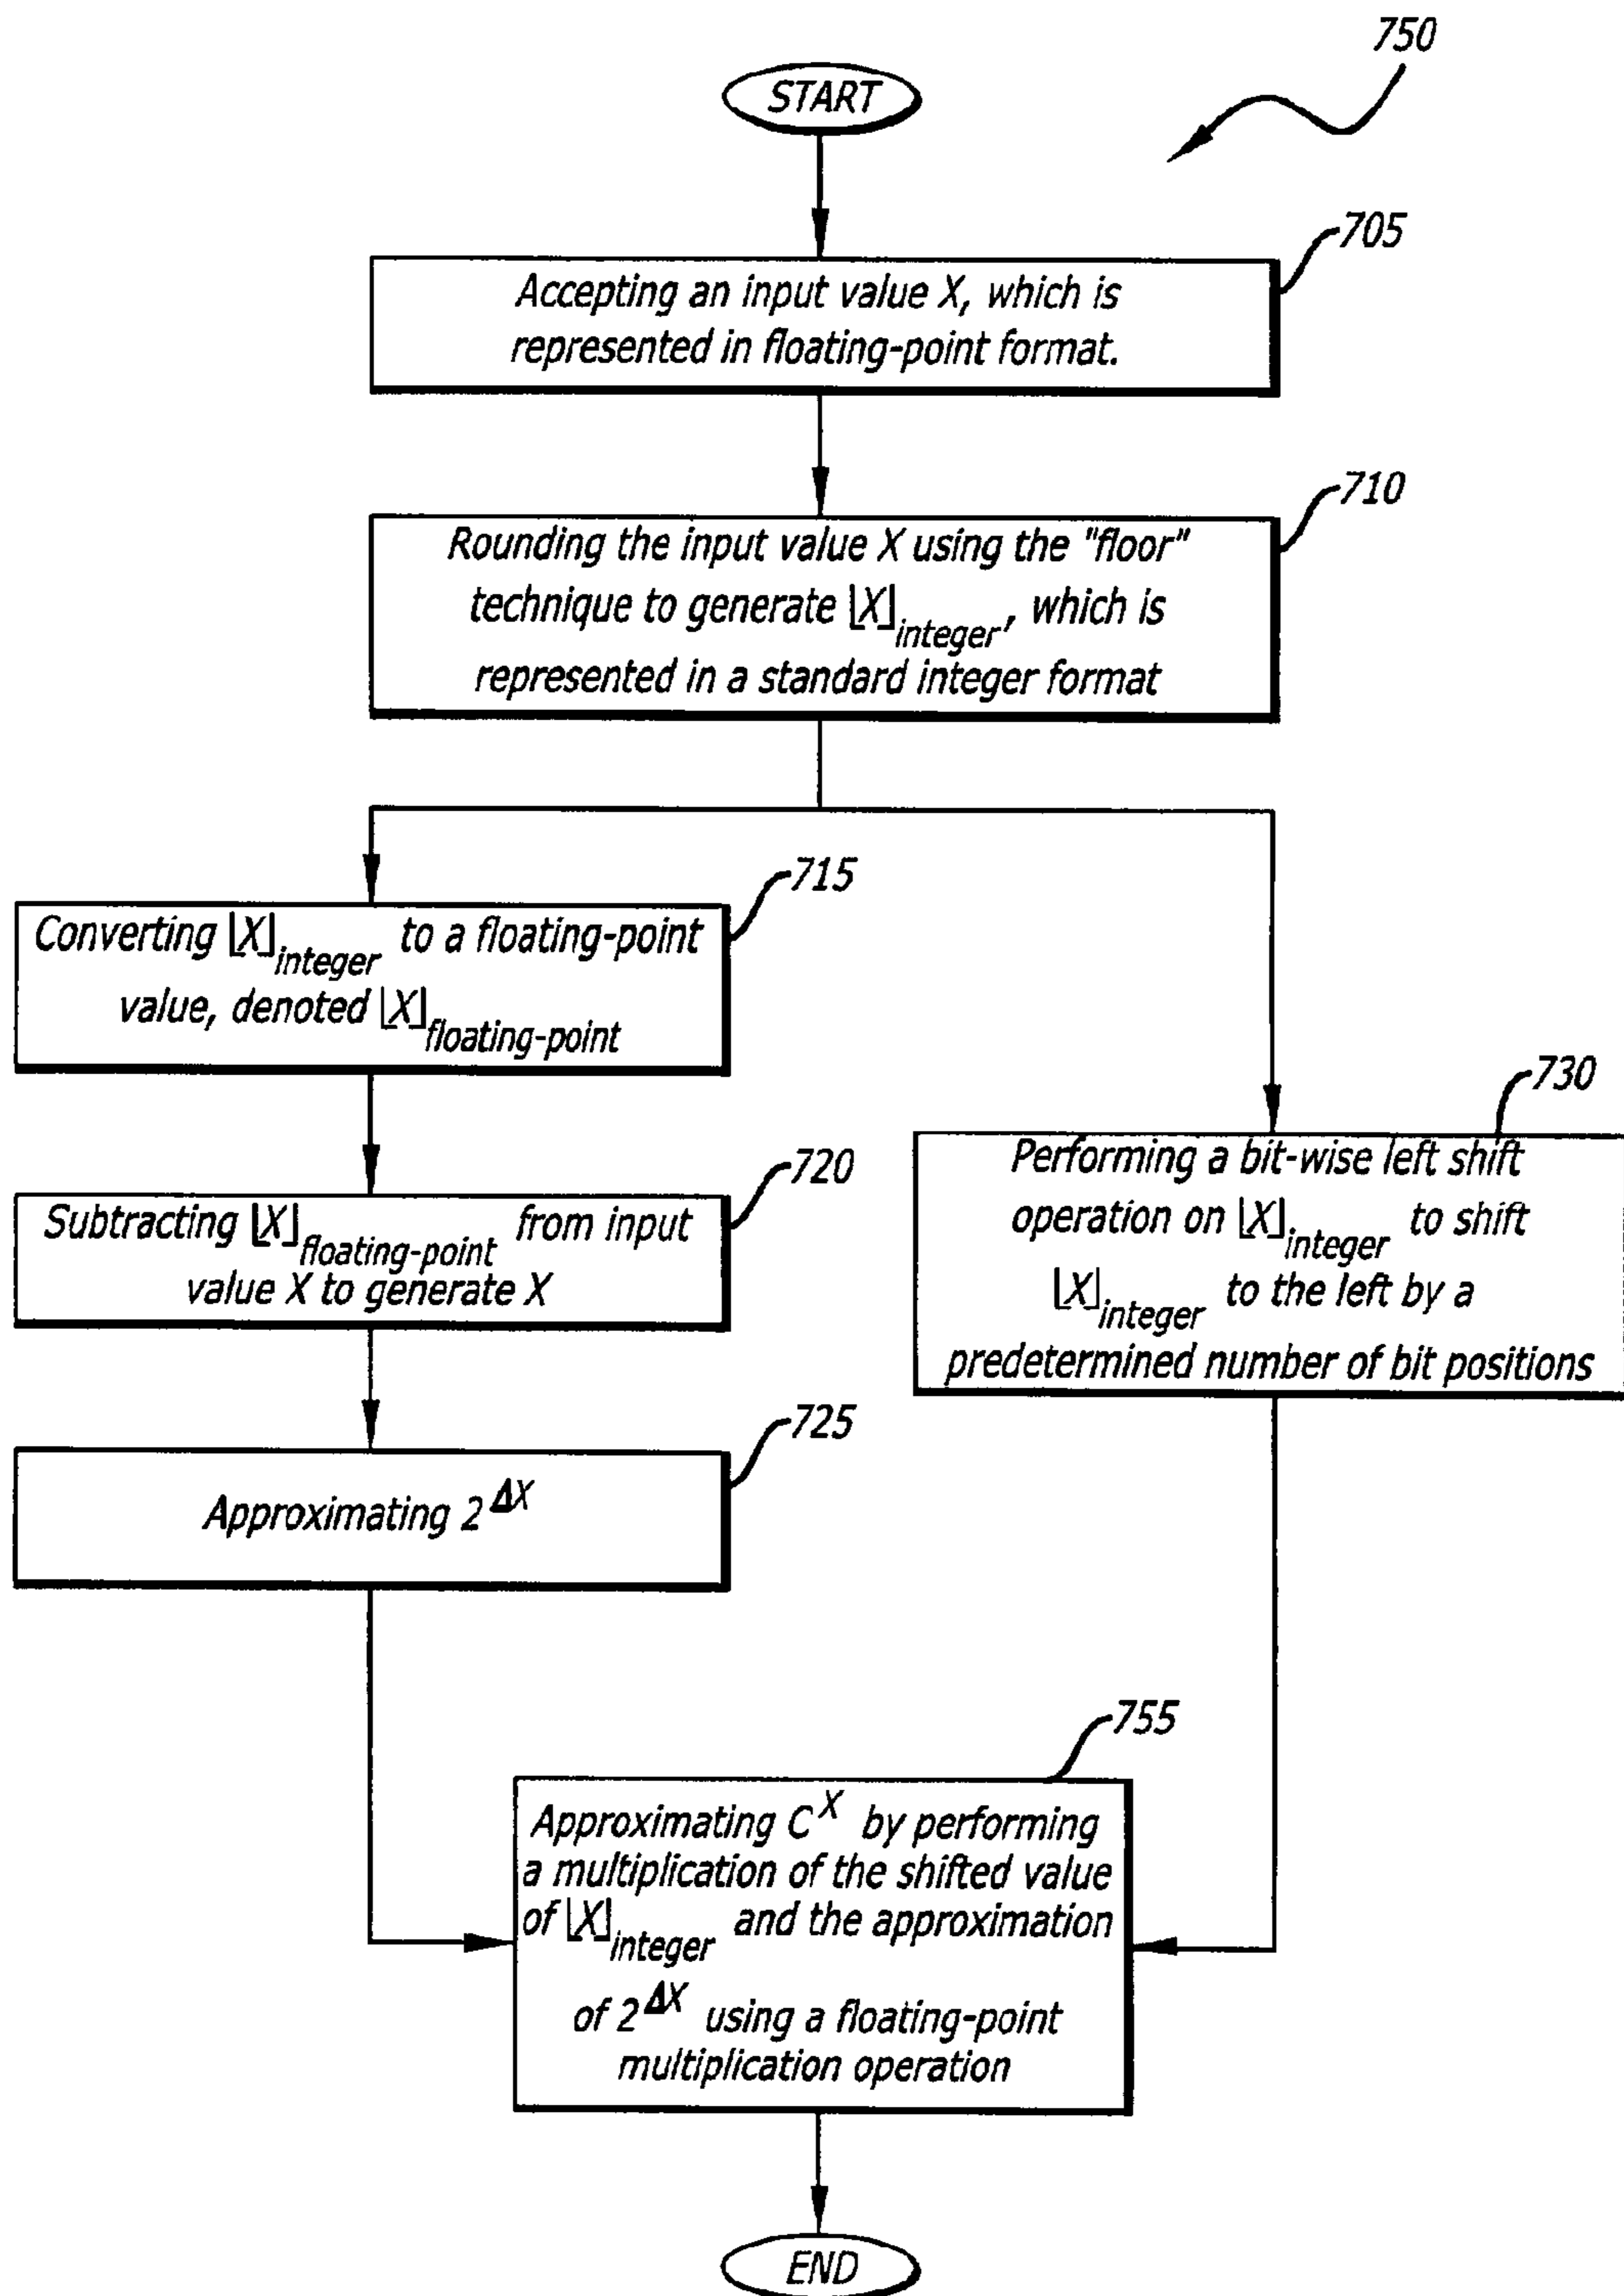 750
START
705
Accepting an input value X, which is
represented in floating-point format.
710
Rounding the input value X using the "floor"
technique to generate ⌊X⌋integer, which is
represented in a standard integer format
715
Converting ⌊X⌋integer to a floating-point
value, denoted ⌊X⌋floating-point
720
Subtracting ⌊X⌋floating-point from input
value X to generate X
725
Approximating 2^ΔX
730
Performing a bit-wise left shift
operation on ⌊X⌋integer to shift
⌊X⌋integer to the left by a
predetermined number of bit positions
755
Approximating C^X by performing
a multiplication of the shifted value
of ⌊X⌋integer and the approximation
of 2^ΔX using a floating-point
multiplication operation
END